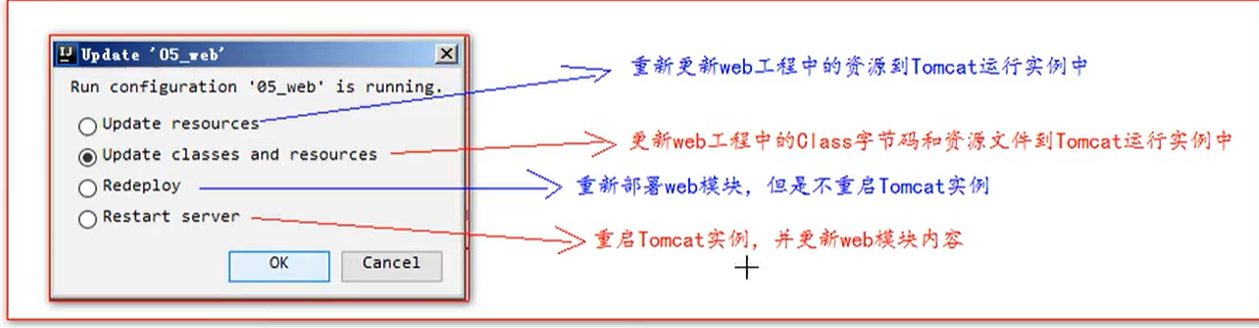 Update '05_web'
Run configuration '05_web' is running.
Update resources
重新更新web工程中的资源到Tomcat运行实例中
Update classes and resources
更新web工程中的Class字节码和资源文件到Tomcat运行实例中
Redeploy
重新部署web模块，但是不重启Tomcat实例
Restart server
重启Tomcat实例，并更新web模块内容
OK
Cancel